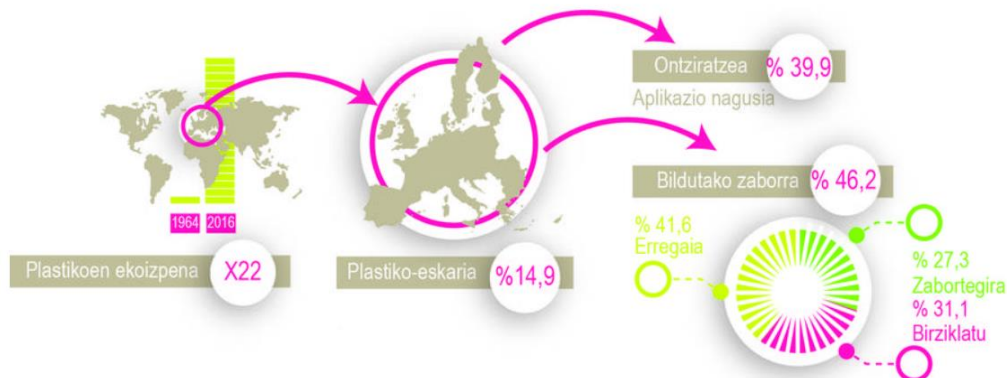 1964 2016
Plastikoen ekoizpena X22
Plastiko-eskaria %14,9
Ontziratzea % 39,9
Aplikazio nagusia
Bildutako zaborra % 46,2
% 41,6
Erregaia
% 27,3
Zabortegira
% 31,1
Birziklatu